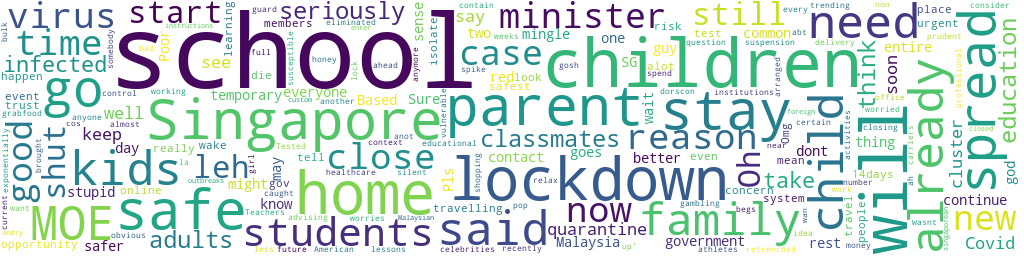 school
children
lockdown
Singapore
home
parent
stay
will
spread
already
child
family
need
safe
kids
MOE
students
said
now
go
virus
start
seriously
minister
still
time
infected
case
reason
close
classmates
new
good
shut
leh
oh
think
education
adults
quarantine
take
well
keep
day
stupid
opportunity
online
safer
really
wake
might
gov
know
may
tell
goes
contact
better
even
Pls
travelling
Malaysia
government
concern
dont
mean
system
rest
travel
people
thing
14days
cluster
god
continue
Covid
soon
entire
common
mingle
guy
say
two
one
SG
red
look
safest
risk
test
isolate
sense
members
learning
see
Poor
temporary
everyone
Based
Sure
wait
Omg
place
urgent
event
trust
happen
grabfood
anyone
control
working
almost
cos
bulk
instructions
guard
contain
eliminated
weeks
question
suspension
trending
every
abt
delivery
non
consider
prudent
professional
office
worried
closing
foreign
certain
activities
near
arranged
institutions
spend
alot
dorscon
gosh
ahead
anymore
spike
honey
lock
full
die
susceptible
somebody
bad
enter
custom
another
Tested
context
anot
educational
vulnerable
healthcare
silent
caught
girl
la
outbreaks
brought
exponentially
current
want
entry
obvious
Teachers
advising
worries
Malaysian
less
future
American
lessons
celebrities
recently
relax
pop
shopping
up'
gambling
begs
athletes
retrenched
work
number
wan
idea
money
wasnt
ah
carriers
singaporeans
closed